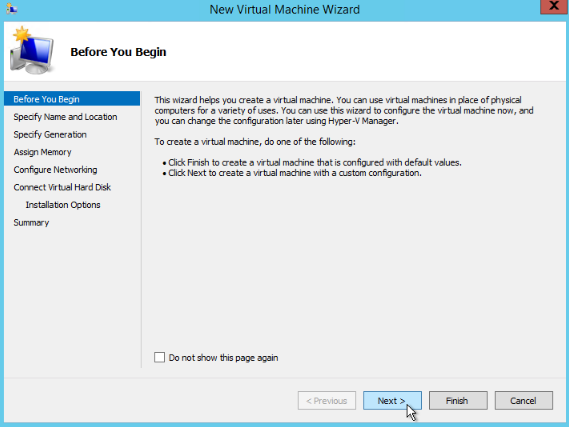 New Virtual Machine Wizard
X
Before You Begin
Before You Begin
Specify Name and Location
Specify Generation
Assign Memory
Configure Networking
Connect Virtual Hard Disk
Installation Options
Summary
This wizard helps you create a virtual machine. You can use virtual machines in place of physical
computers for a variety of uses. You can use this wizard to configure the virtual machine now, and
you can change the configuration later using Hyper-V Manager.
To create a virtual machine, do one of the following:
• Click Finish to create a virtual machine that is configured with default values.
• Click Next to create a virtual machine with a custom configuration.
Do not show this page again
< Previous
Next >
Finish
Cancel